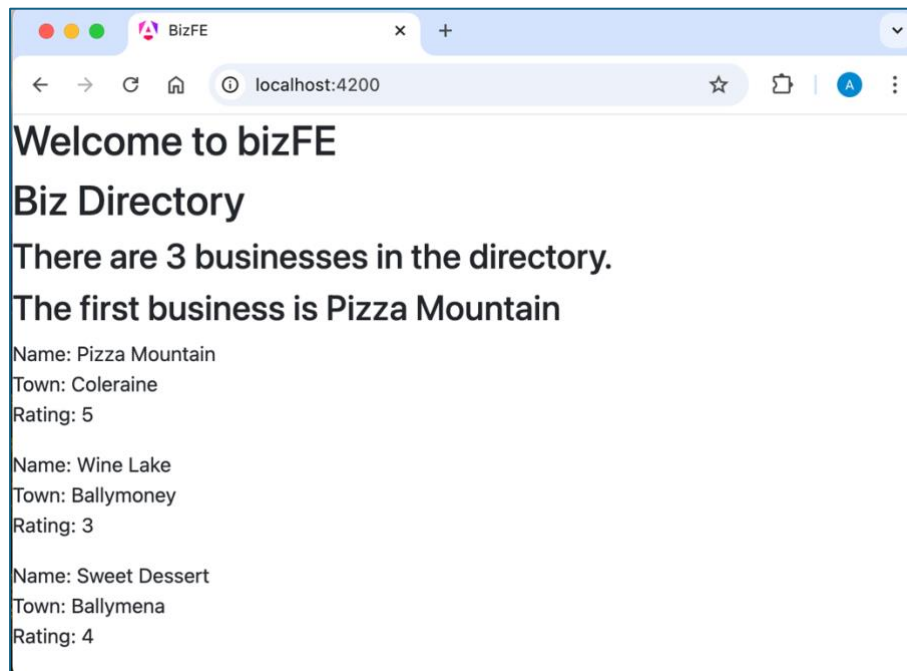 BizFE
localhost:4200
A
Welcome to bizFE
Biz Directory
There are 3 businesses in the directory.
The first business is Pizza Mountain
Name: Pizza Mountain
Town: Coleraine
Rating: 5
Name: Wine Lake
Town: Ballymoney
Rating: 3
Name: Sweet Dessert
Town: Ballymena
Rating: 4